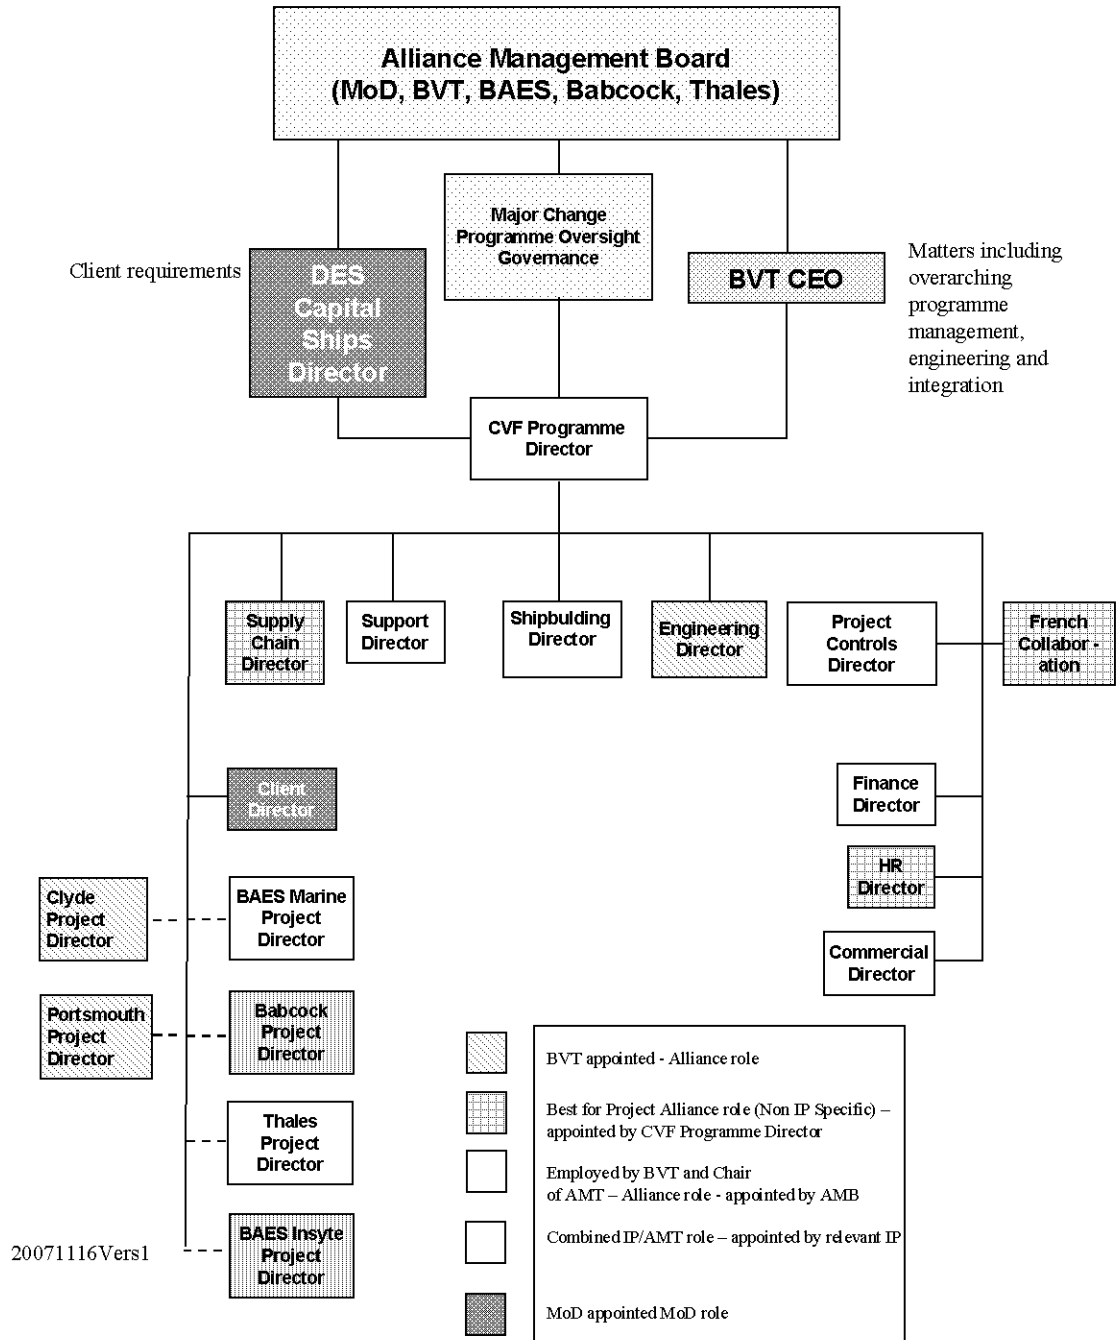 Alliance Management Board
(MoD, BVT, BAES, Babcock, Thales)
Major Change
Programme Oversight
Governance
Client requirements
DES
Capital
Ships
Director
BVT CEO
Matters including
overarching
programme
management,
engineering and
integration
CVF Programme
Director
Supply
Chain
Director
Support
Director
Shipbulding
Director
Engineering
Director
Project
Controls
Director
French
Collabor -
ation
Client
Director
Finance
Director
HR
Director
Commercial
Director
Clyde
Project
Director
BAES Marine
Project
Director
Portsmouth
Project
Director
Babcock
Project
Director
Thales
Project
Director
BAES Insyte
Project
Director
20071116Vers1
BVT appointed - Alliance role
Best for Project Alliance role (Non IP Specific) –
appointed by CVF Programme Director
Employed by BVT and Chair
of AMT – Alliance role - appointed by AMB
Combined IP/AMT role – appointed by relevant IP
MoD appointed MoD role